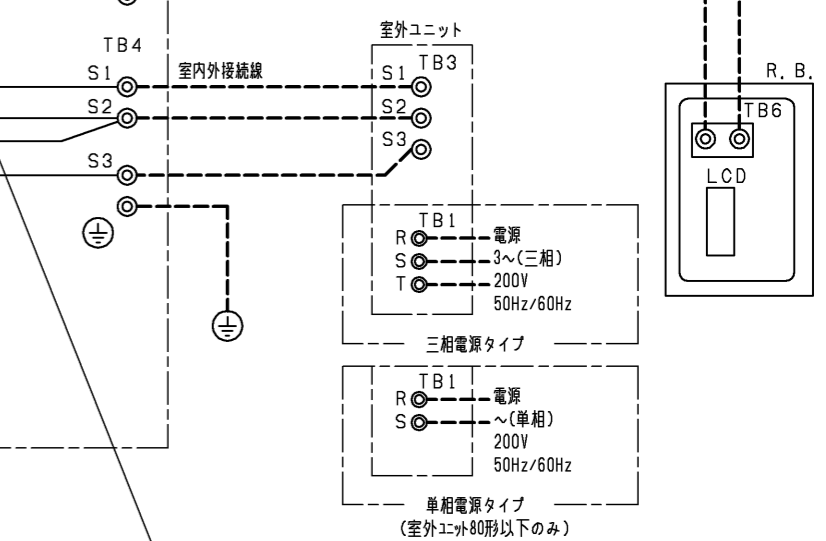 TB4
S1
室内外接続線
S2
S3
室外ユニット
TB3
S1
S2
S3
R.B.
TB6
LCD
TB1
R
電源
S
3~(三相)
T
200V
50Hz/60Hz
三相電源タイプ
TB1
R
電源
S
~(単相)
200V
50Hz/60Hz
単相電源タイプ
(室外ユニット80形以下のみ)